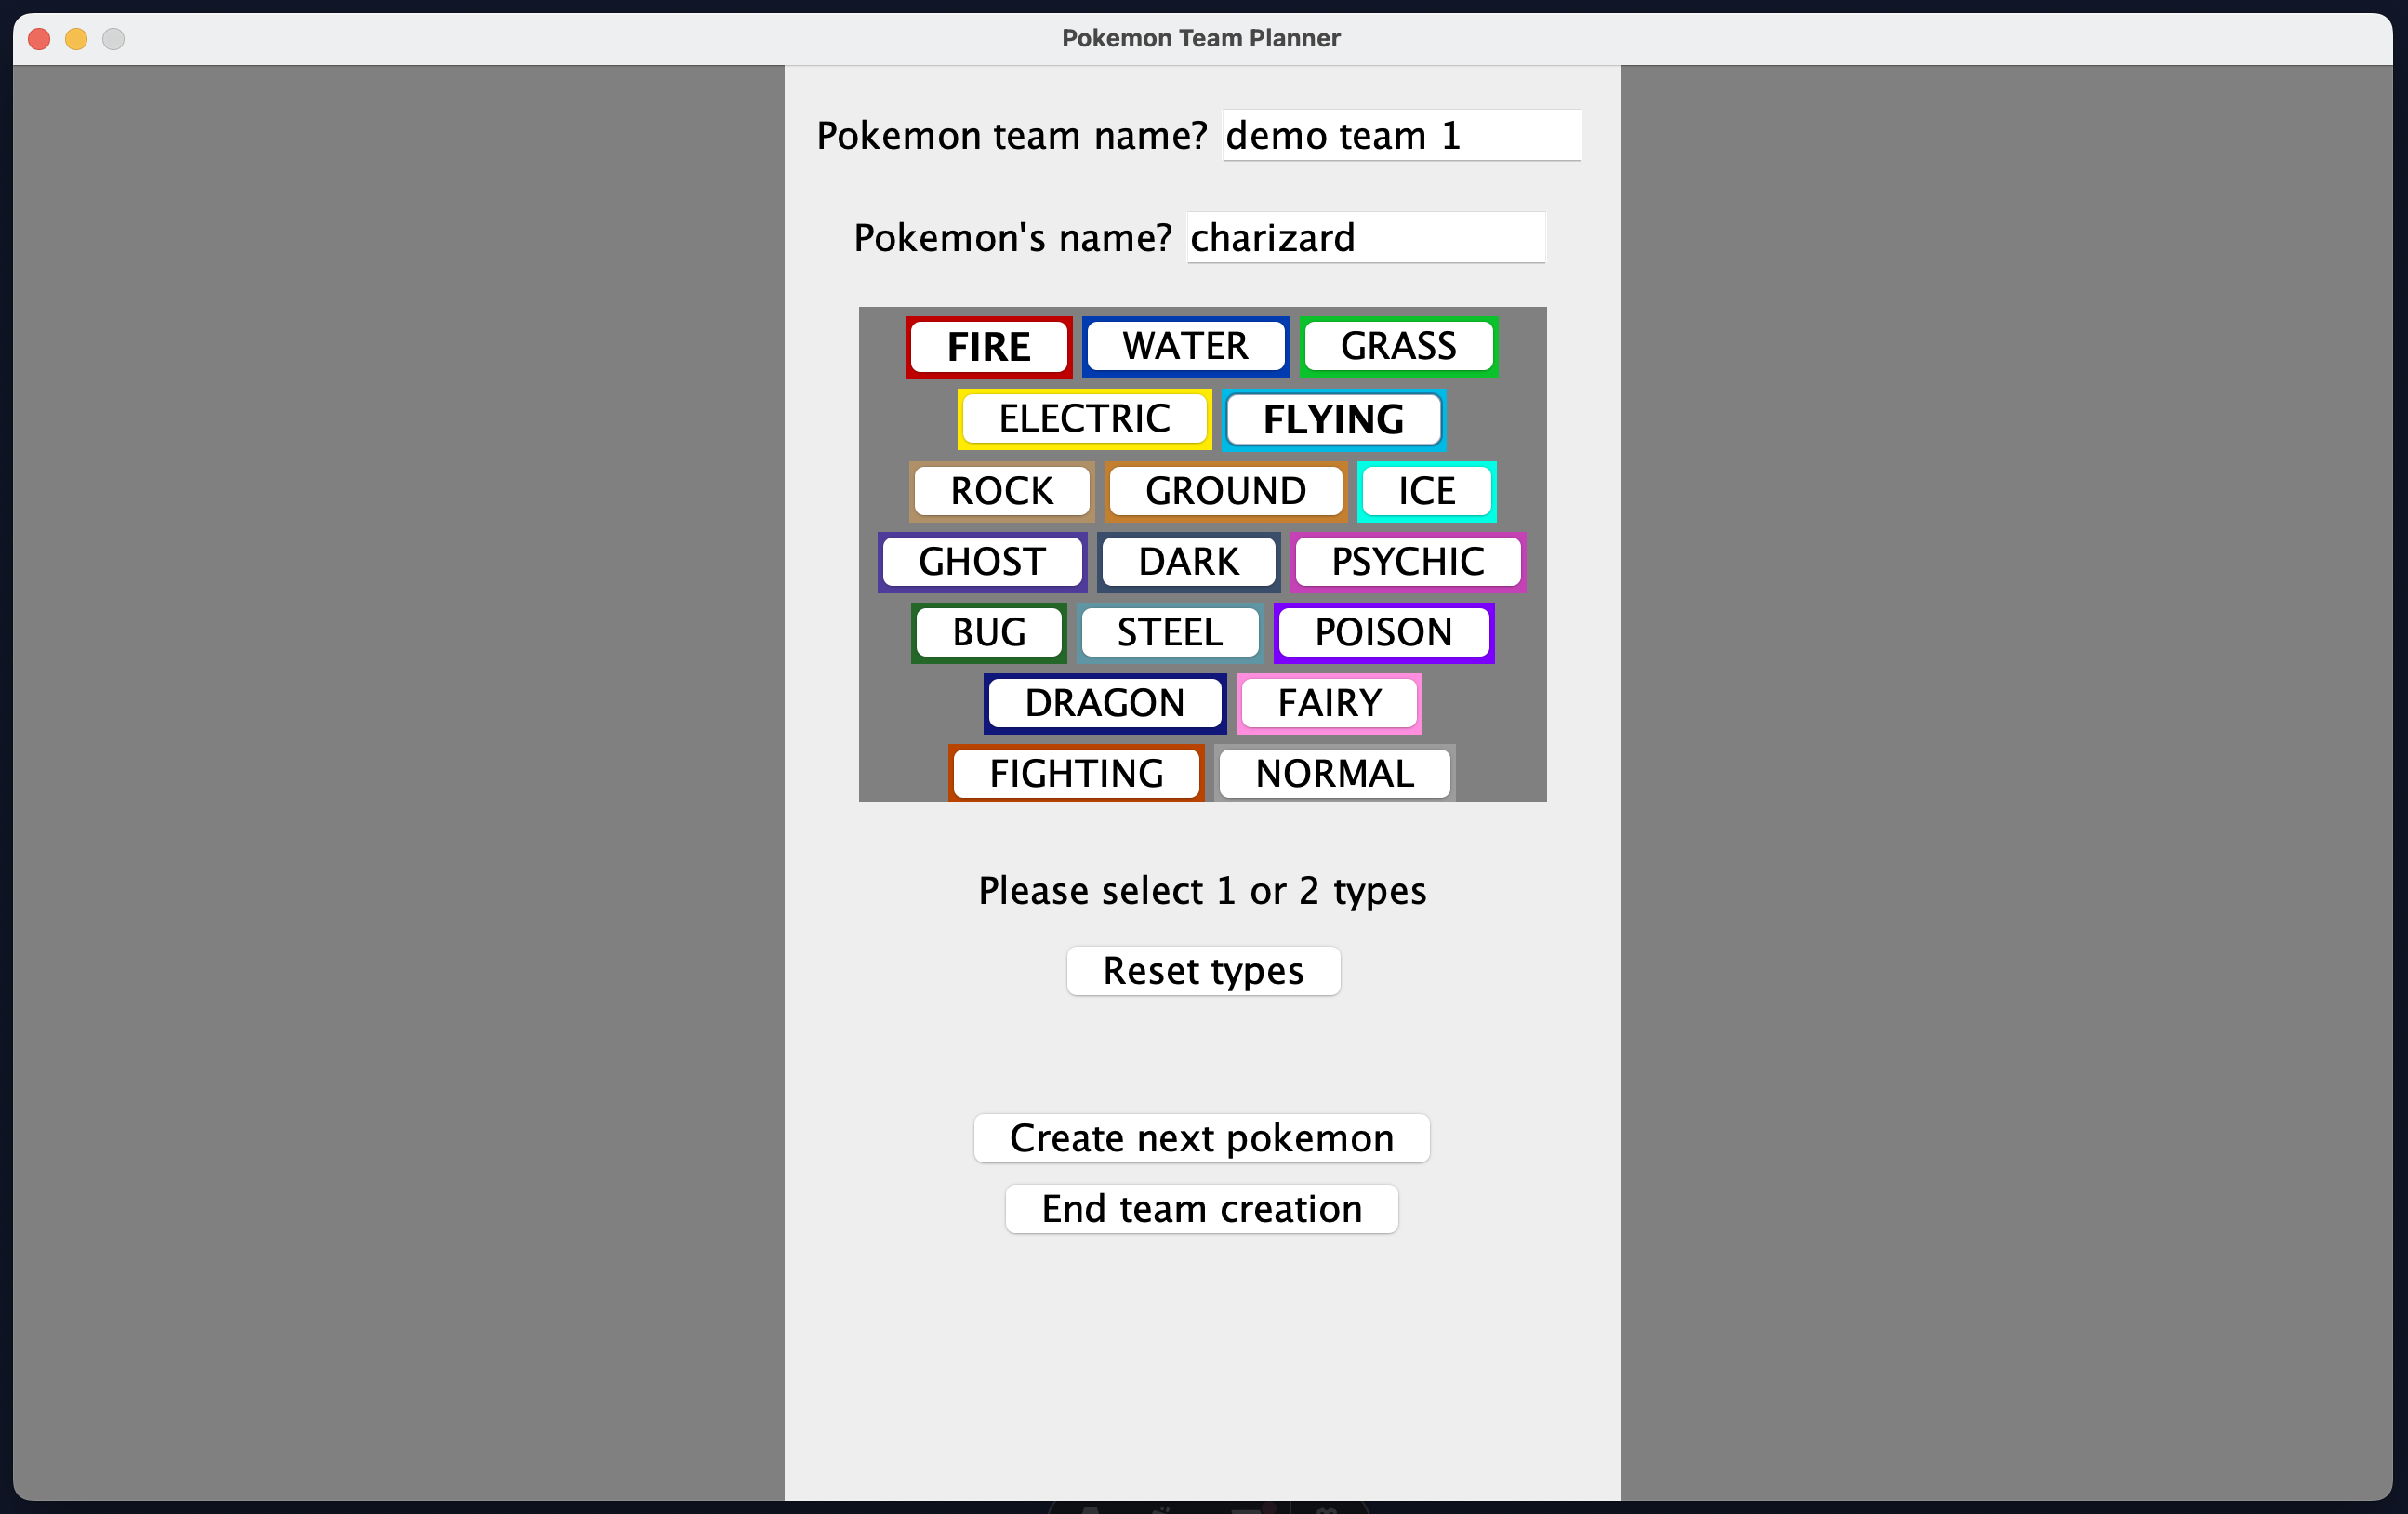 Pokemon Team Planner
Pokemon team name? demo team 1
Pokemon's name? charizard
FIRE WATER GRASS
ELECTRIC FLYING
ROCK GROUND ICE
GHOST DARK PSYCHIC
BUG STEEL POISON
DRAGON FAIRY
FIGHTING NORMAL
Please select 1 or 2 types
Reset types
Create next pokemon
End team creation